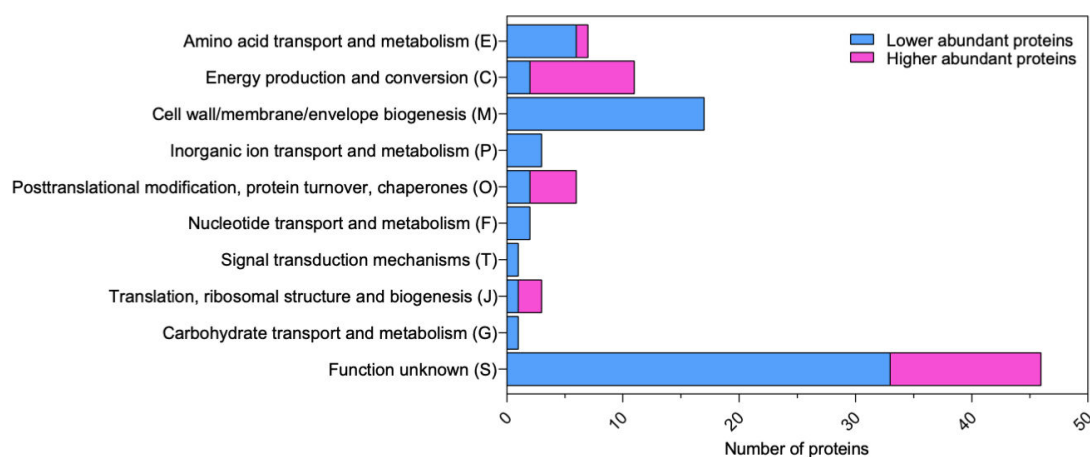 Amino acid transport and metabolism (E)
Energy production and conversion (C)
Cell wall/membrane/envelope biogenesis (M)
Inorganic ion transport and metabolism (P)
Posttranslational modification, protein turnover, chaperones (O)
Nucleotide transport and metabolism (F)
Signal transduction mechanisms (T)
Translation, ribosomal structure and biogenesis (J)
Carbohydrate transport and metabolism (G)
Function unknown (S)
Lower abundant proteins
Higher abundant proteins
0 10 20 30 40 50
Number of proteins